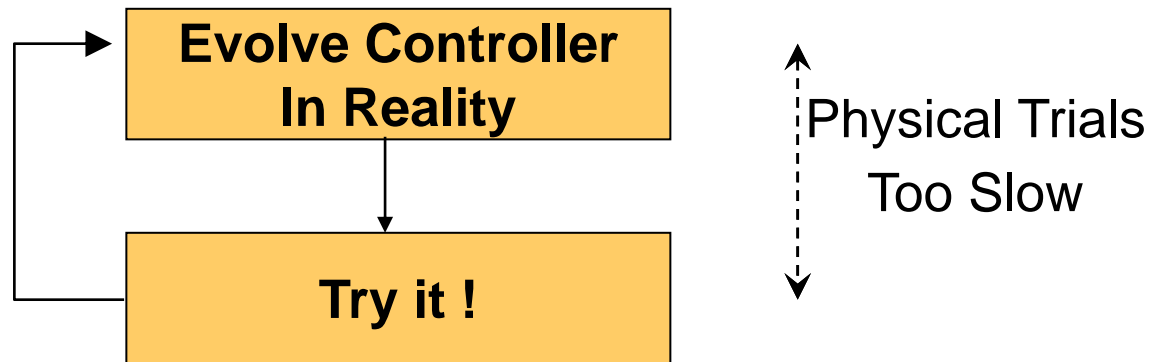 Evolve Controller
In Reality
Physical Trials
Too Slow
Try it !